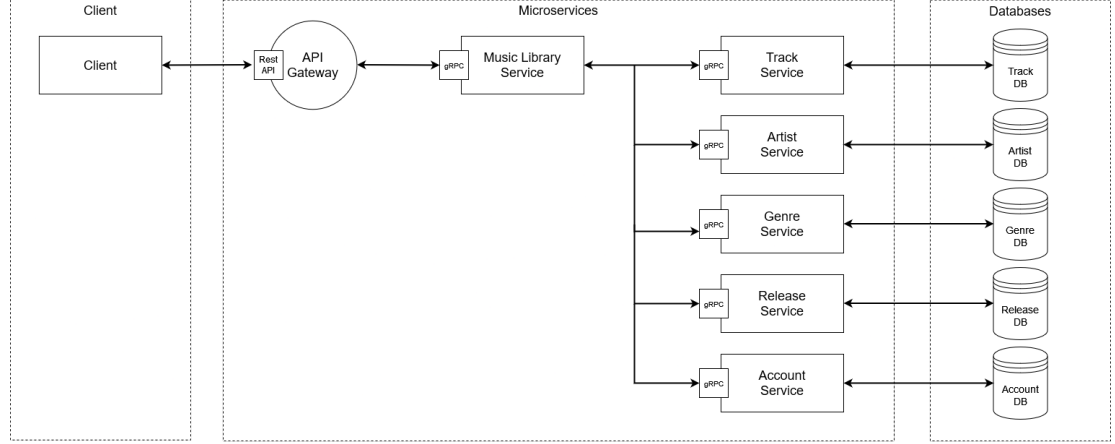 Client
Microservices
Databases
Client
Rest
API
API
Gateway
gRPC
Music Library
Service
gRPC
Track
Service
Track
DB
gRPC
Artist
Service
Artist
DB
gRPC
Genre
Service
Genre
DB
gRPC
Release
Service
Release
DB
gRPC
Account
Service
Account
DB